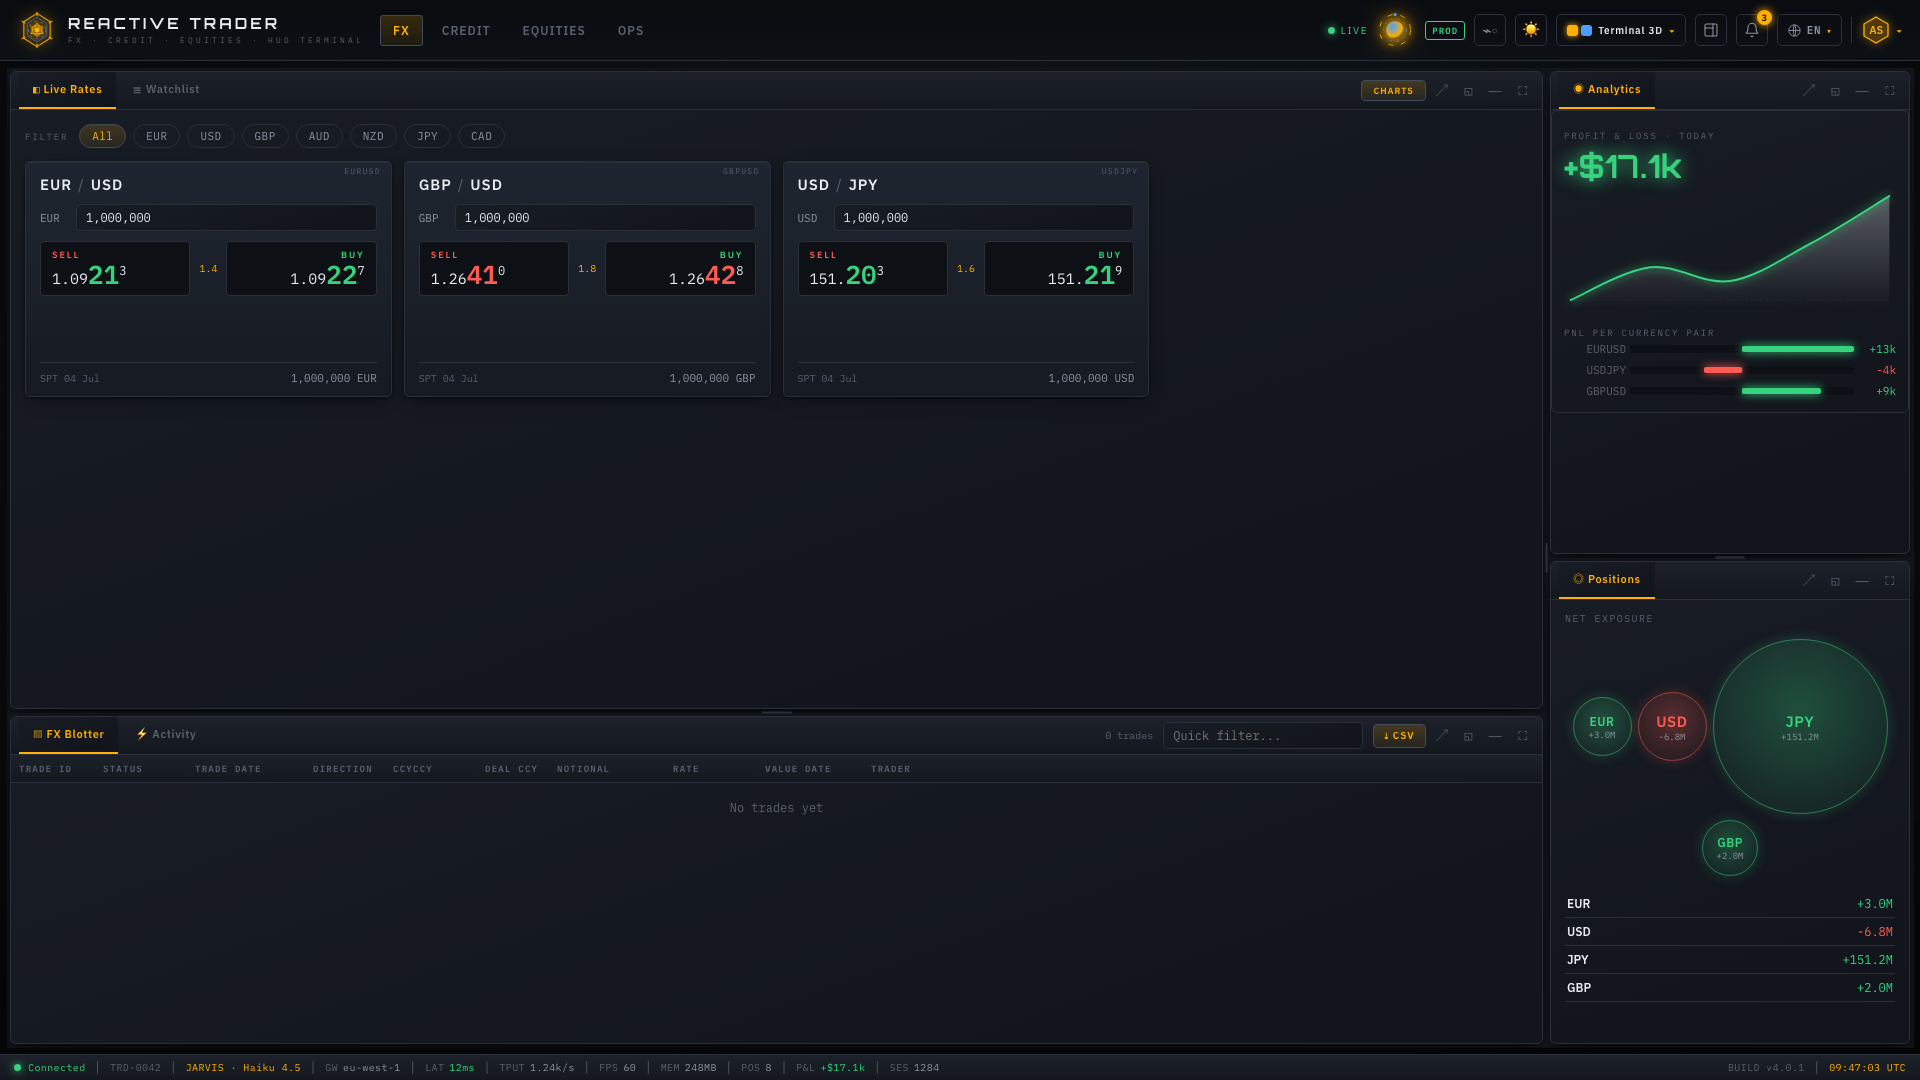 REACTIVE TRADER
FX · CREDIT · EQUITIES · HUD TERMINAL
FX CREDIT EQUITIES OPS
LIVE
PROD
Terminal 3D
3
EN
AS
Live Rates
Watchlist
CHARTS
FILTER All EUR USD GBP AUD NZD JPY CAD
EURUSD
EUR / USD
EUR 1,000,000
SELL
1.09213
1.4
BUY
1.09227
SPT 04 Jul 1,000,000 EUR
GBPUSD
GBP / USD
GBP 1,000,000
SELL
1.26410
1.8
BUY
1.26428
SPT 04 Jul 1,000,000 GBP
USDJPY
USD / JPY
USD 1,000,000
SELL
151.203
1.6
BUY
151.219
SPT 04 Jul 1,000,000 USD
Analytics
PROFIT & LOSS · TODAY
+$17.1k
PNL PER CURRENCY PAIR
EURUSD +13k
USDJPY -4k
GBPUSD +9k
Positions
NET EXPOSURE
EUR
+3.0M
USD
-6.8M
JPY
+151.2M
GBP
+2.0M
EUR +3.0M
USD -6.8M
JPY +151.2M
GBP +2.0M
FX Blotter
Activity
0 trades
Quick filter...
↓ CSV
TRADE ID STATUS TRADE DATE DIRECTION CCYCCY DEAL CCY NOTIONAL RATE VALUE DATE TRADER
No trades yet
Connected TRD-0042 JARVIS · Haiku 4.5 GW eu-west-1 LAT 12ms TPUT 1.24k/s FPS 60 MEM 248MB POS 8 P&L +$17.1k SES 1284 BUILD v4.0.1 09:47:03 UTC